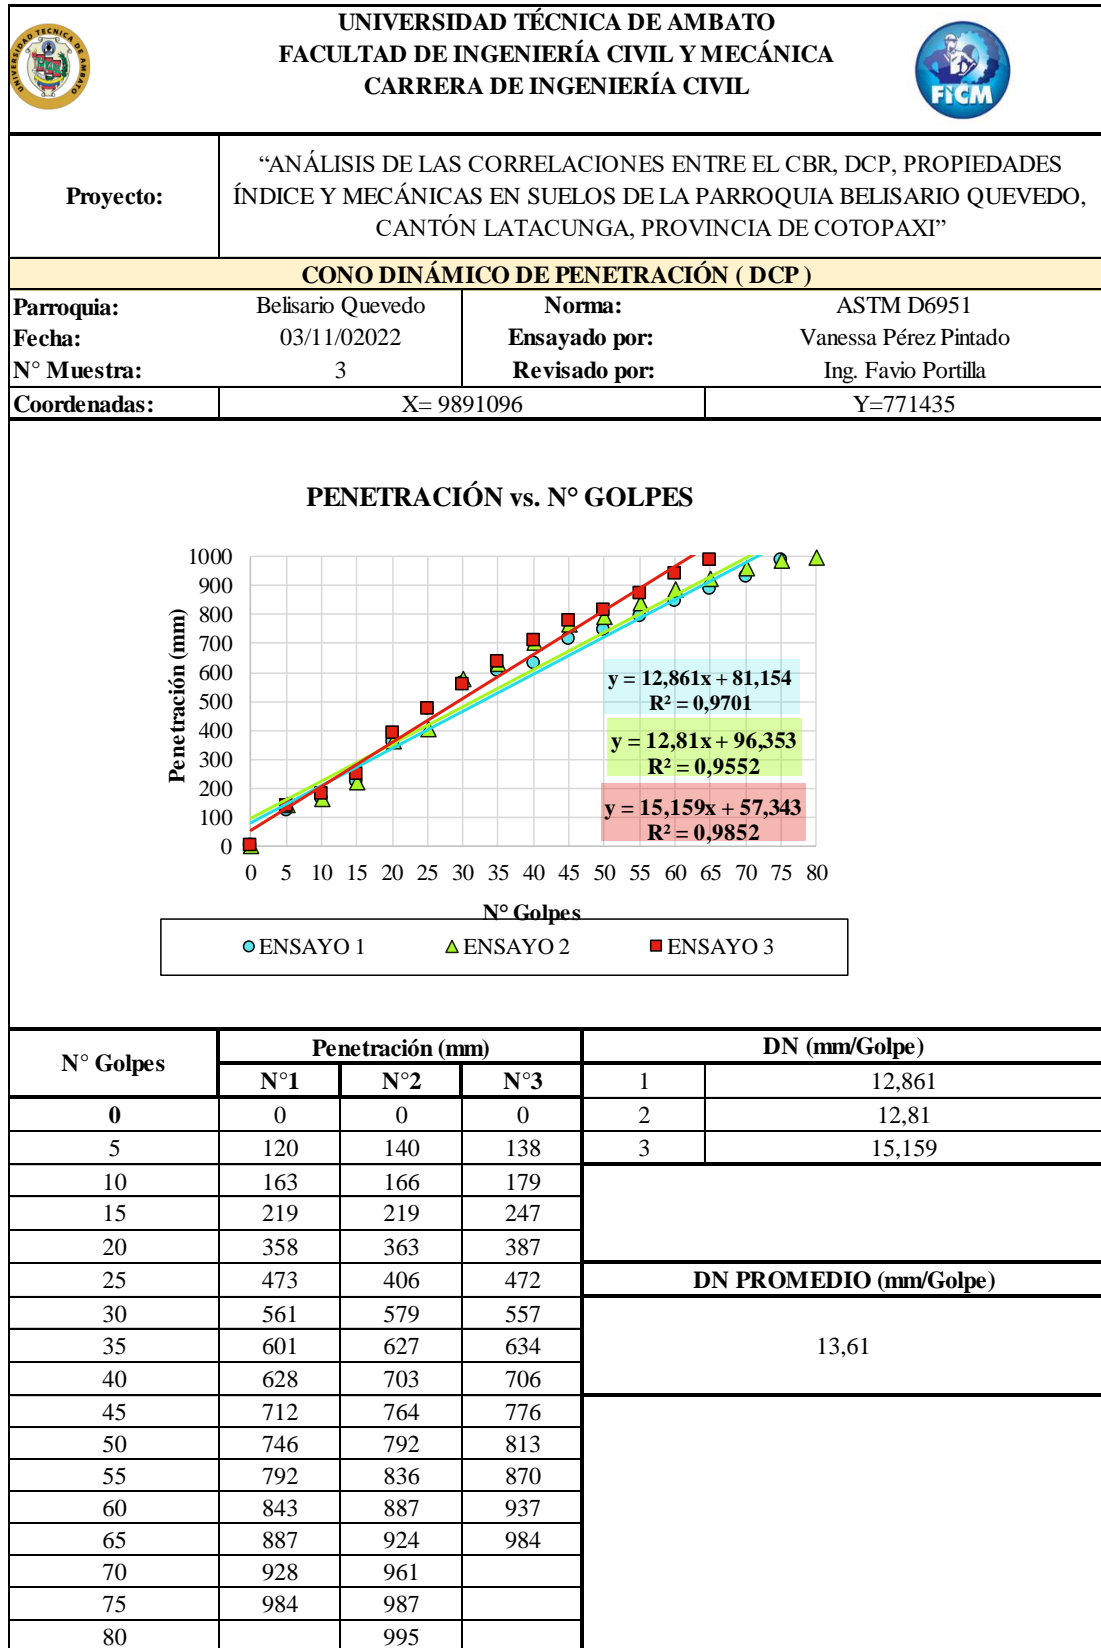 UNIVERSIDAD TÉCNICA DE AMBATO
FACULTAD DE INGENIERÍA CIVIL Y MECÁNICA
CARRERA DE INGENIERÍA CIVIL
UNIVERSIDAD TECNICA DE AMBATO
FICM
Proyecto:
“ANÁLISIS DE LAS CORRELACIONES ENTRE EL CBR, DCP, PROPIEDADES
ÍNDICE Y MECÁNICAS EN SUELOS DE LA PARROQUIA BELISARIO QUEVEDO,
CANTÓN LATACUNGA, PROVINCIA DE COTOPAXI”
CONO DINÁMICO DE PENETRACIÓN ( DCP )
Parroquia: Belisario Quevedo Norma: ASTM D6951
Fecha: 03/11/02022 Ensayado por: Vanessa Pérez Pintado
N° Muestra: 3 Revisado por: Ing. Favio Portilla
Coordenadas: X= 9891096 Y=771435
PENETRACIÓN vs. N° GOLPES
Penetración (mm)
1000
900
800
700
600
500
400
300
200
100
0
y = 12,861x + 81,154
R² = 0,9701
y = 12,81x + 96,353
R² = 0,9552
y = 15,159x + 57,343
R² = 0,9852
0 5 10 15 20 25 30 35 40 45 50 55 60 65 70 75 80
N° Golpes
ENSAYO 1 ENSAYO 2 ENSAYO 3
N° Golpes Penetración (mm) DN (mm/Golpe)
N°1 N°2 N°3 1 12,861
0 0 0 0 2 12,81
5 120 140 138 3 15,159
10 163 166 179
15 219 219 247
20 358 363 387
25 473 406 472 DN PROMEDIO (mm/Golpe)
30 561 579 557
35 601 627 634 13,61
40 628 703 706
45 712 764 776
50 746 792 813
55 792 836 870
60 843 887 937
65 887 924 984
70 928 961
75 984 987
80 995